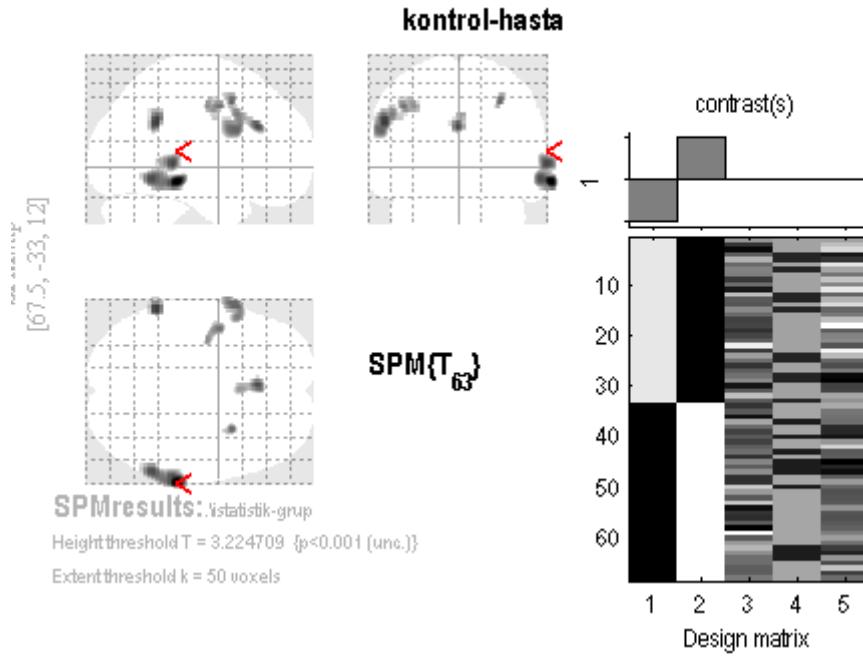 kontrol-hasta
contrast(s)
1
[67.5, -33, 12]
SPM{T63}
10
20
30
40
50
60
1 2 3 4 5
Design matrix
SPMresults: .\istatistik-grup
Height threshold T = 3.224709 {p<0.001 (unc.)}
Extent threshold k = 50 voxels